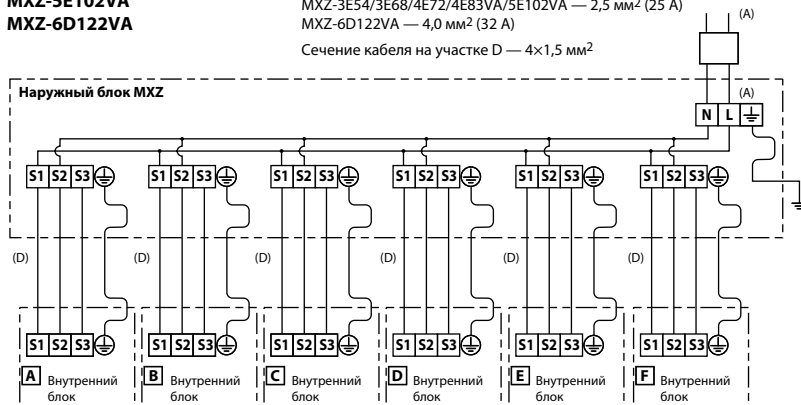 MXZ-5E102VA
MXZ-6D122VA
MXZ-3E54/3E68/4E72/4E83VA/5E102VA — 2,5 мм² (25 А)
MXZ-6D122VA — 4,0 мм² (32 А)
Сечение кабеля на участке D — 4×1,5 мм²
(A)
Наружный блок MXZ
(A)
N L
S1 S2 S3 S1 S2 S3 S1 S2 S3 S1 S2 S3 S1 S2 S3 S1 S2 S3
(D) (D) (D) (D) (D) (D)
S1 S2 S3 S1 S2 S3 S1 S2 S3 S1 S2 S3 S1 S2 S3 S1 S2 S3
A Внутренний B Внутренний C Внутренний D Внутренний E Внутренний F Внутренний
блок блок блок блок блок блок